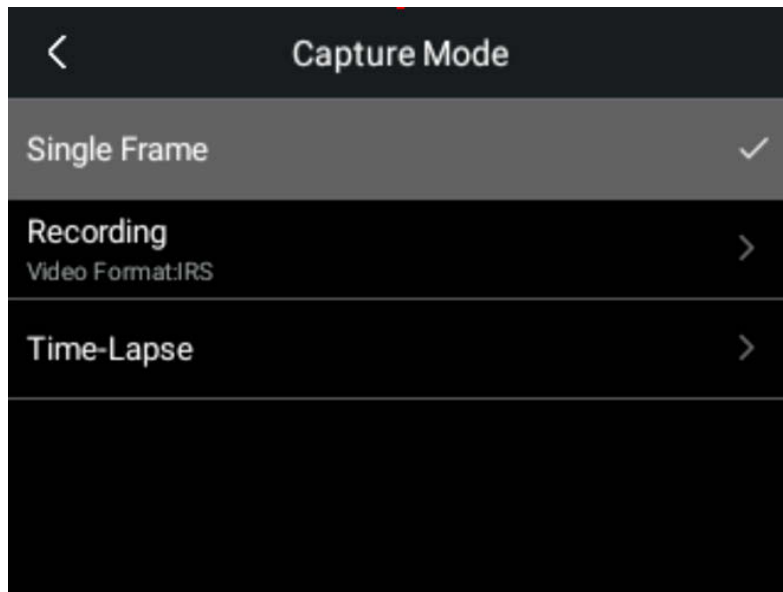 Capture Mode
Single Frame
Recording
Video Format:IRS
Time-Lapse